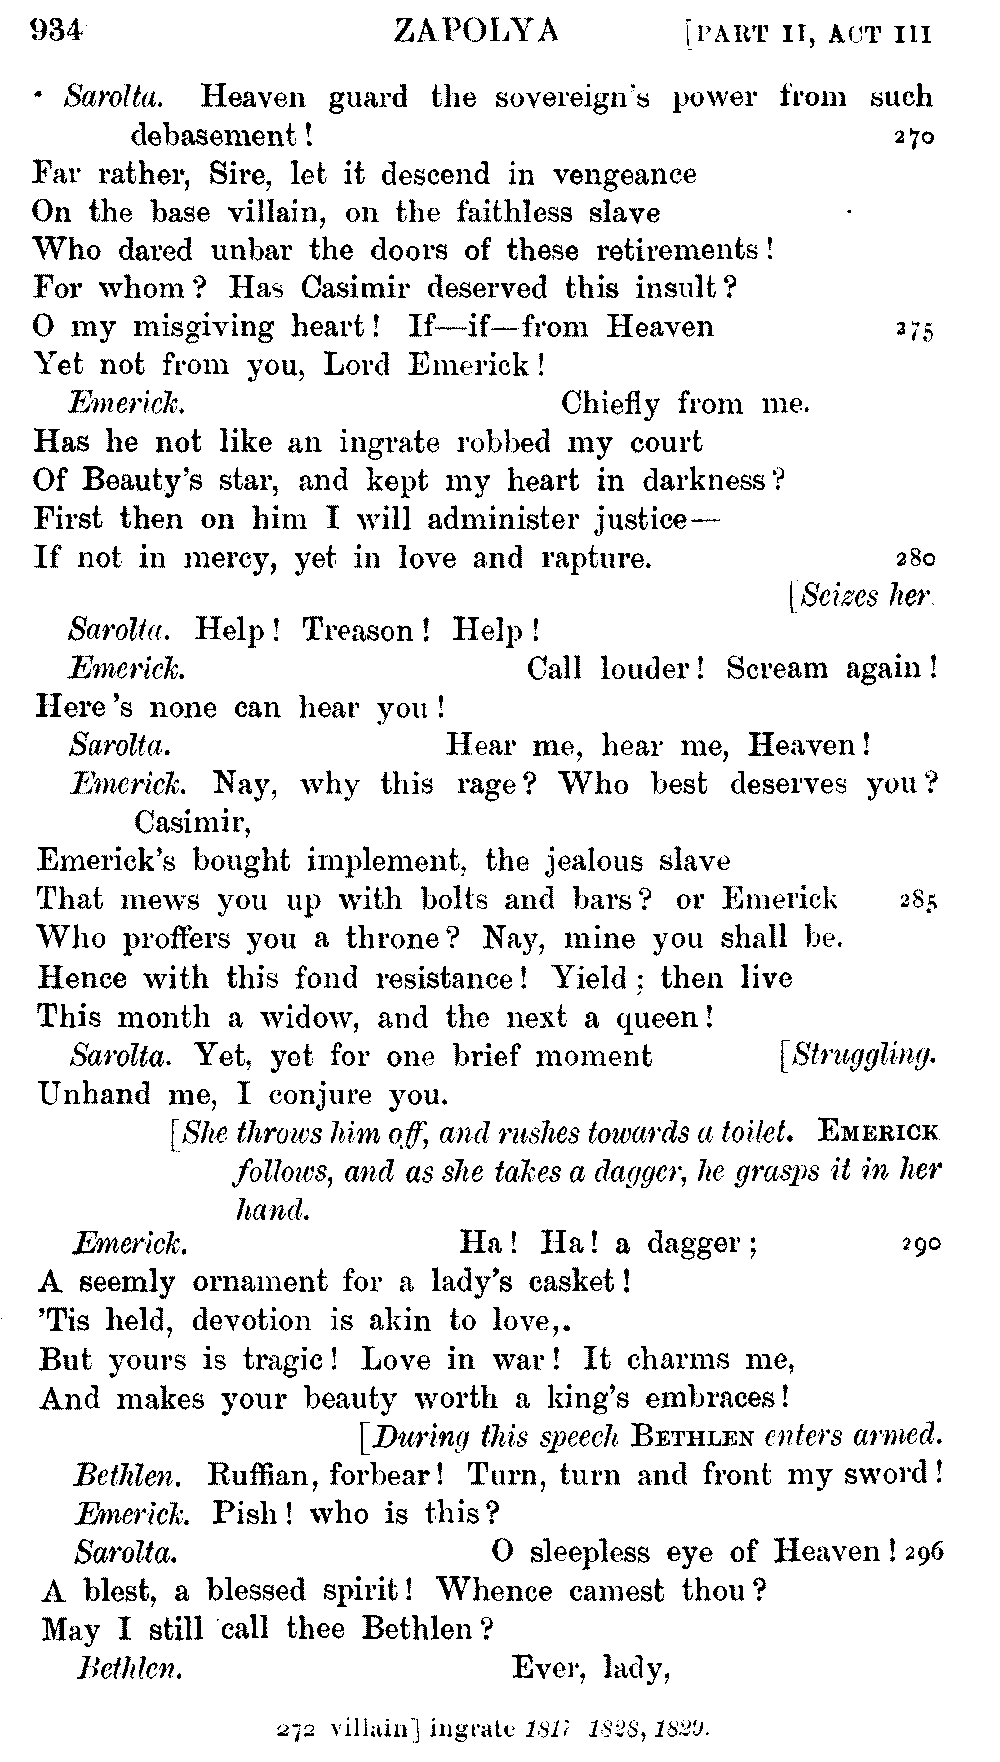 934 ZAPOLYA [PART II, ACT III
Sarolta. Heaven guard the sovereign's power from such
debasement! 270
Far rather, Sire, let it descend in vengeance
On the base villain, on the faithless slave
Who dared unbar the doors of these retirements!
For whom? Has Casimir deserved this insult?
O my misgiving heart! If—if—from Heaven 275
Yet not from you, Lord Emerick!
Emerick. Chiefly from me.
Has he not like an ingrate robbed my court
Of Beauty's star, and kept my heart in darkness?
First then on him I will administer justice—
If not in mercy, yet in love and rapture. 280
[Seizes her.
Sarolta. Help! Treason! Help!
Emerick. Call louder! Scream again!
Here's none can hear you!
Sarolta. Hear me, hear me, Heaven!
Emerick. Nay, why this rage? Who best deserves you?
Casimir,
Emerick's bought implement, the jealous slave
That mews you up with bolts and bars? or Emerick 285
Who proffers you a throne? Nay, mine you shall be.
Hence with this fond resistance! Yield; then live
This month a widow, and the next a queen!
Sarolta. Yet, yet for one brief moment [Struggling.
Unhand me, I conjure you.
[She throws him off, and rushes towards a toilet. EMERICK
follows, and as she takes a dagger, he grasps it in her
hand.
Emerick. Ha! Ha! a dagger; 290
A seemly ornament for a lady's casket!
'Tis held, devotion is akin to love,.
But yours is tragic! Love in war! It charms me,
And makes your beauty worth a king's embraces!
[During this speech BETHLEN enters armed.
Bethlen. Ruffian, forbear! Turn, turn and front my sword!
Emerick. Pish! who is this?
Sarolta. O sleepless eye of Heaven! 296
A blest, a blessed spirit! Whence camest thou?
May I still call thee Bethlen?
Bethlen. Ever, lady,
272 villain] ingrate 1817 1828, 1829.